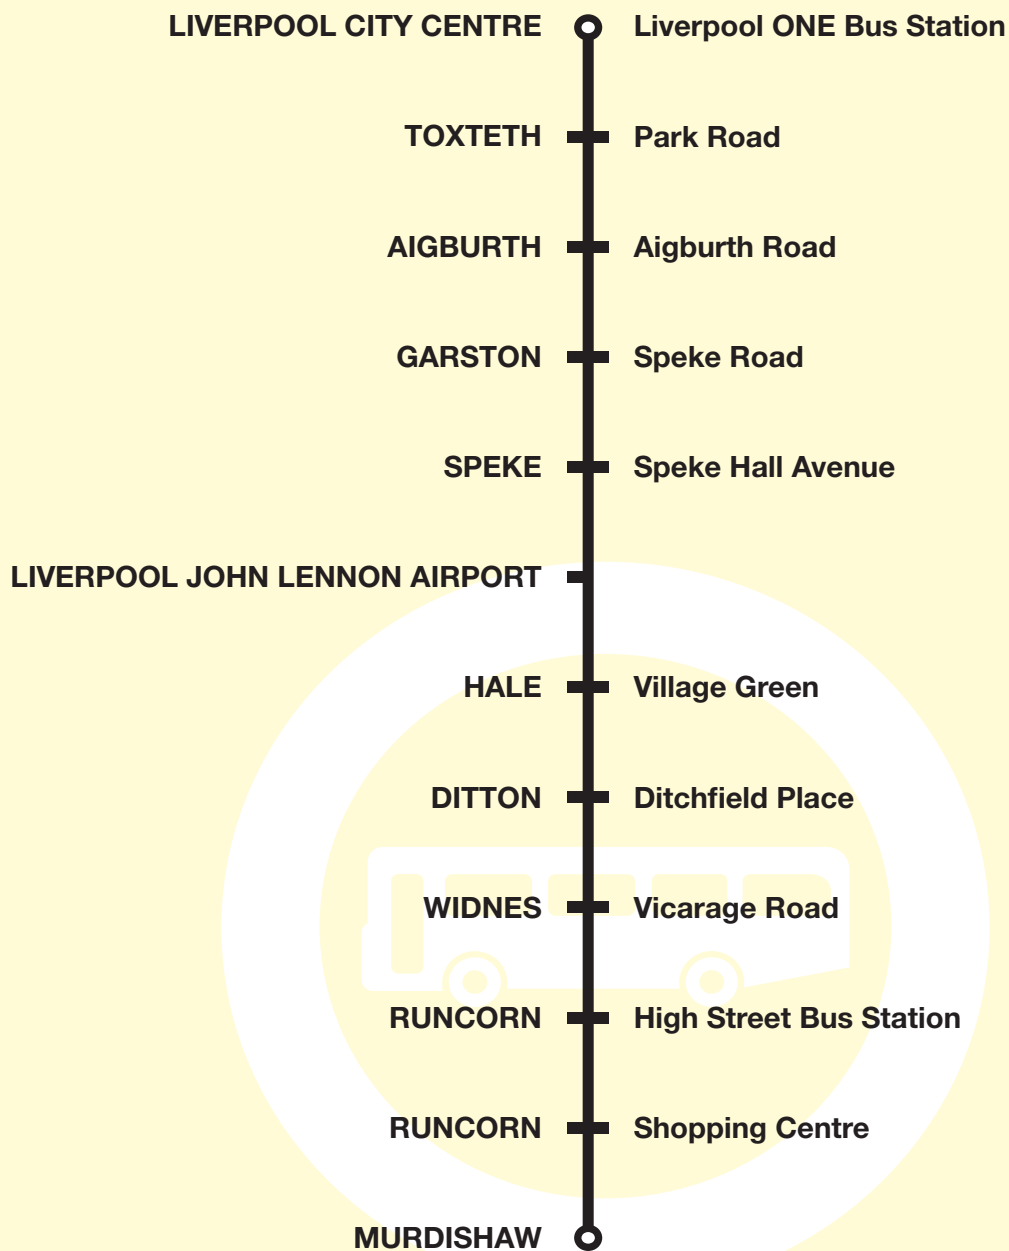 LIVERPOOL CITY CENTRE Liverpool ONE Bus Station
TOXTETH Park Road
AIGBURTH Aigburth Road
GARSTON Speke Road
SPEKE Speke Hall Avenue
LIVERPOOL JOHN LENNON AIRPORT
HALE Village Green
DITTON Ditchfield Place
WIDNES Vicarage Road
RUNCORN High Street Bus Station
RUNCORN Shopping Centre
MURDISHAW